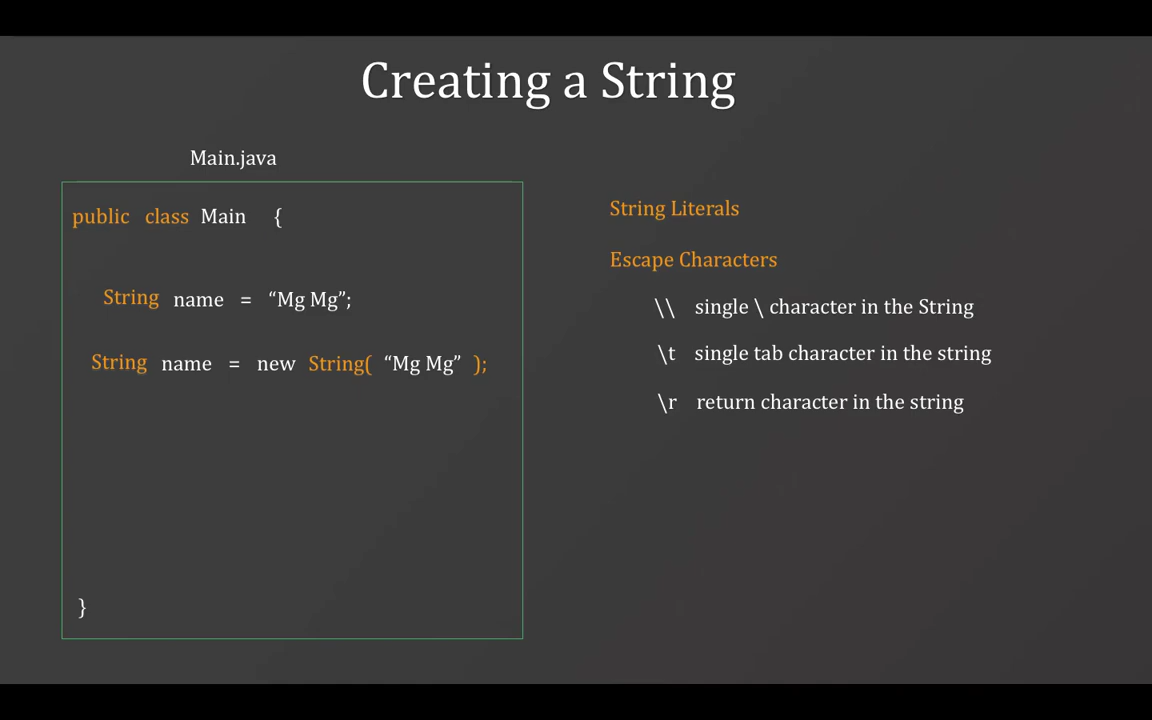 Creating a String
Main.java
public class Main {
String name = “Mg Mg”;
String name = new String( “Mg Mg” );
}
String Literals
Escape Characters
\\ single \ character in the String
\t single tab character in the string
\r return character in the string